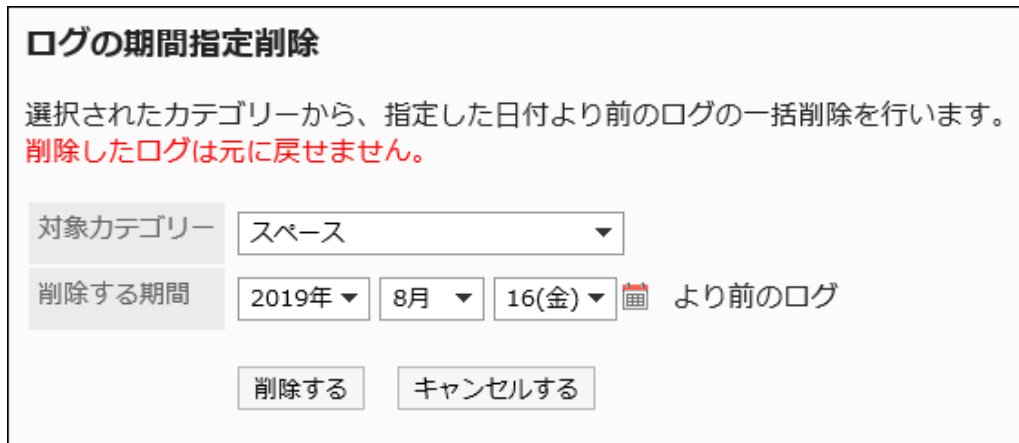 ログの期間指定削除
選択されたカテゴリーから、指定した日付より前のログの一括削除を行います。
削除したログは元に戻せません。
対象カテゴリー スペース
削除する期間 2019年 8月 16(金) より前のログ
削除する キャンセルする